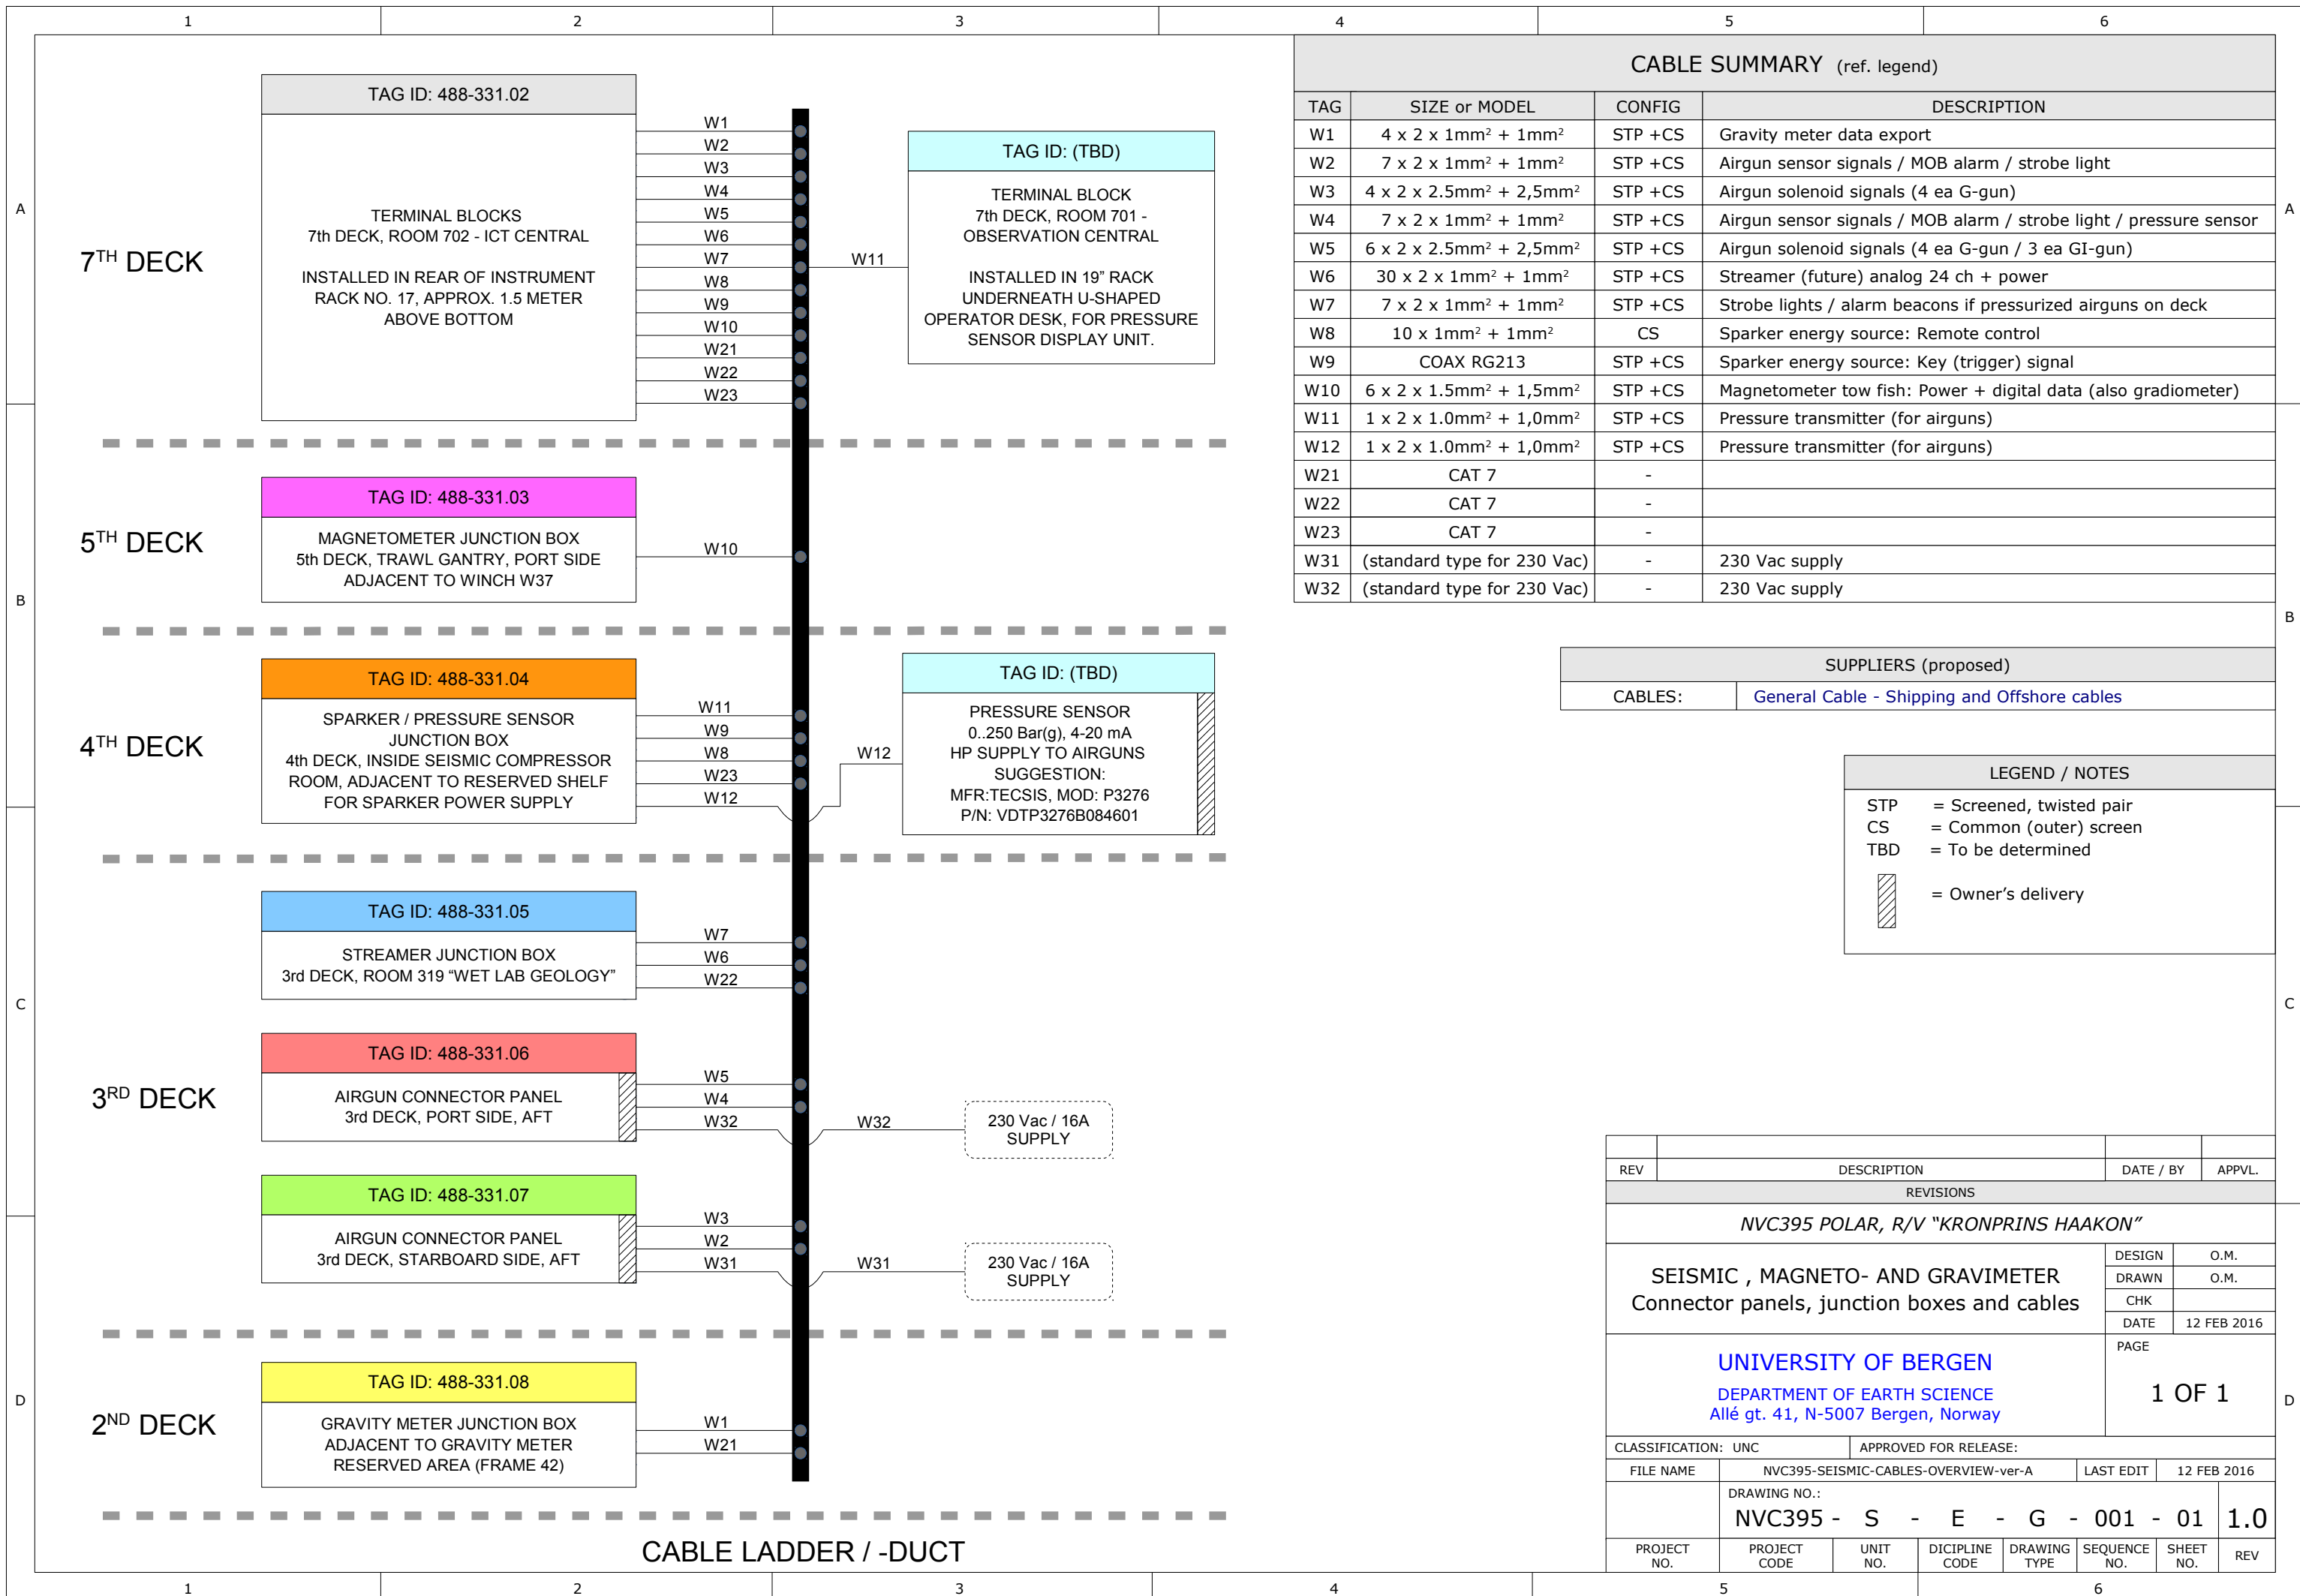 1 2 3 4 5 6
A
B
C
D
7TH DECK
TAG ID: 488-331.02
TERMINAL BLOCKS
7th DECK, ROOM 702 - ICT CENTRAL
INSTALLED IN REAR OF INSTRUMENT
RACK NO. 17, APPROX. 1.5 METER
ABOVE BOTTOM
W1
W2
W3
W4
W5
W6
W7
W8
W9
W10
W21
W22
W23
W11
TAG ID: (TBD)
TERMINAL BLOCK
7th DECK, ROOM 701 -
OBSERVATION CENTRAL
INSTALLED IN 19” RACK
UNDERNEATH U-SHAPED
OPERATOR DESK, FOR PRESSURE
SENSOR DISPLAY UNIT.
5TH DECK
TAG ID: 488-331.03
MAGNETOMETER JUNCTION BOX
5th DECK, TRAWL GANTRY, PORT SIDE
ADJACENT TO WINCH W37
W10
4TH DECK
TAG ID: 488-331.04
SPARKER / PRESSURE SENSOR
JUNCTION BOX
4th DECK, INSIDE SEISMIC COMPRESSOR
ROOM, ADJACENT TO RESERVED SHELF
FOR SPARKER POWER SUPPLY
W11
W9
W8
W23
W12
W12
TAG ID: (TBD)
PRESSURE SENSOR
0..250 Bar(g), 4-20 mA
HP SUPPLY TO AIRGUNS
SUGGESTION:
MFR:TECSIS, MOD: P3276
P/N: VDTP3276B084601
3RD DECK
TAG ID: 488-331.05
STREAMER JUNCTION BOX
3rd DECK, ROOM 319 “WET LAB GEOLOGY”
W7
W6
W22
TAG ID: 488-331.06
AIRGUN CONNECTOR PANEL
3rd DECK, PORT SIDE, AFT
W5
W4
W32
W32
230 Vac / 16A
SUPPLY
TAG ID: 488-331.07
AIRGUN CONNECTOR PANEL
3rd DECK, STARBOARD SIDE, AFT
W3
W2
W31
W31
230 Vac / 16A
SUPPLY
2ND DECK
TAG ID: 488-331.08
GRAVITY METER JUNCTION BOX
ADJACENT TO GRAVITY METER
RESERVED AREA (FRAME 42)
W1
W21
CABLE LADDER / -DUCT
CABLE SUMMARY (ref. legend)
TAG SIZE or MODEL CONFIG DESCRIPTION
W1 4 x 2 x 1mm² + 1mm² STP +CS Gravity meter data export
W2 7 x 2 x 1mm² + 1mm² STP +CS Airgun sensor signals / MOB alarm / strobe light
W3 4 x 2 x 2.5mm² + 2,5mm² STP +CS Airgun solenoid signals (4 ea G-gun)
W4 7 x 2 x 1mm² + 1mm² STP +CS Airgun sensor signals / MOB alarm / strobe light / pressure sensor
W5 6 x 2 x 2.5mm² + 2,5mm² STP +CS Airgun solenoid signals (4 ea G-gun / 3 ea GI-gun)
W6 30 x 2 x 1mm² + 1mm² STP +CS Streamer (future) analog 24 ch + power
W7 7 x 2 x 1mm² + 1mm² STP +CS Strobe lights / alarm beacons if pressurized airguns on deck
W8 10 x 1mm² + 1mm² CS Sparker energy source: Remote control
W9 COAX RG213 STP +CS Sparker energy source: Key (trigger) signal
W10 6 x 2 x 1.5mm² + 1,5mm² STP +CS Magnetometer tow fish: Power + digital data (also gradiometer)
W11 1 x 2 x 1.0mm² + 1,0mm² STP +CS Pressure transmitter (for airguns)
W12 1 x 2 x 1.0mm² + 1,0mm² STP +CS Pressure transmitter (for airguns)
W21 CAT 7 -
W22 CAT 7 -
W23 CAT 7 -
W31 (standard type for 230 Vac) - 230 Vac supply
W32 (standard type for 230 Vac) - 230 Vac supply
SUPPLIERS (proposed)
CABLES: General Cable - Shipping and Offshore cables
LEGEND / NOTES
STP = Screened, twisted pair
CS = Common (outer) screen
TBD = To be determined
= Owner’s delivery
REV DESCRIPTION DATE / BY APPVL.
REVISIONS
NVC395 POLAR, R/V “KRONPRINS HAAKON”
SEISMIC , MAGNETO- AND GRAVIMETER
Connector panels, junction boxes and cables
DESIGN O.M.
DRAWN O.M.
CHK
DATE 12 FEB 2016
UNIVERSITY OF BERGEN
DEPARTMENT OF EARTH SCIENCE
Allé gt. 41, N-5007 Bergen, Norway
PAGE
1 OF 1
CLASSIFICATION: UNC APPROVED FOR RELEASE:
FILE NAME NVC395-SEISMIC-CABLES-OVERVIEW-ver-A LAST EDIT 12 FEB 2016
DRAWING NO.:
NVC395 - S - E - G - 001 - 01 1.0
PROJECT NO. PROJECT CODE UNIT NO. DICIPLINE CODE DRAWING TYPE SEQUENCE NO. SHEET NO. REV
A
B
C
D
1 2 3 4 5 6